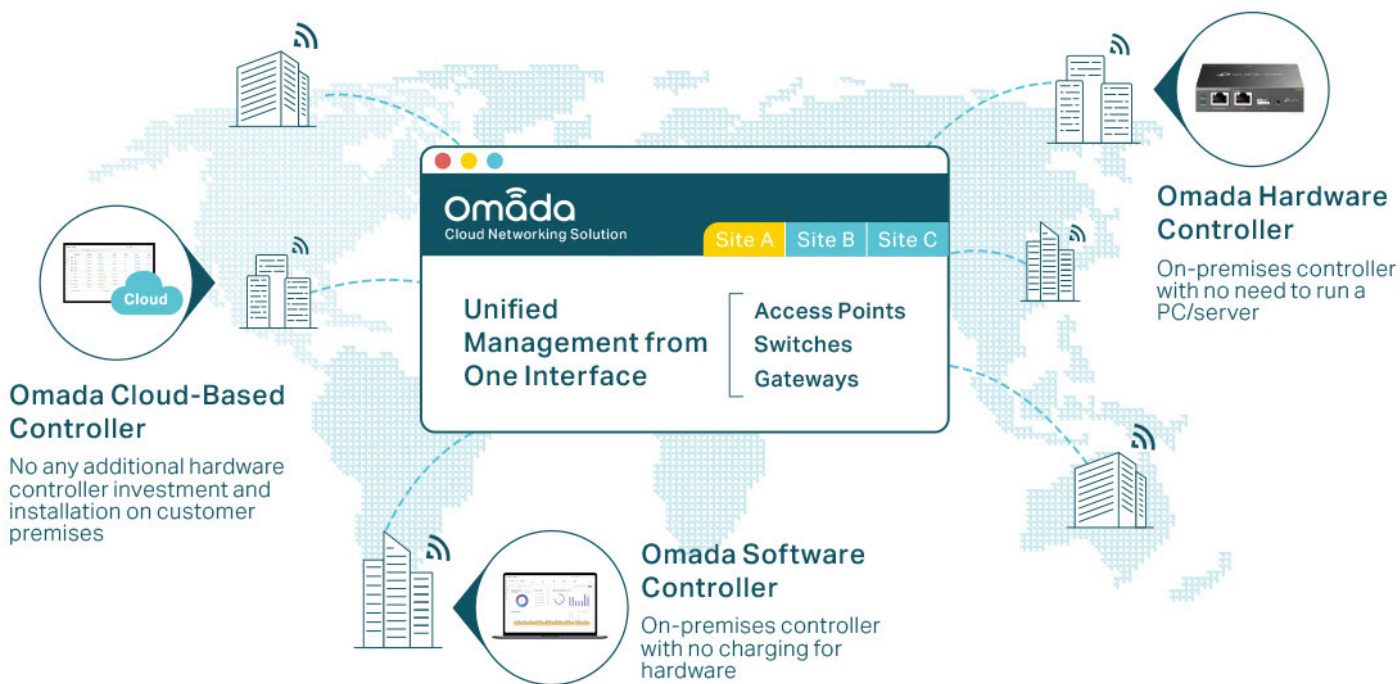 Omada
Cloud Networking Solution
Site A
Site B
Site C
Unified
Management from
One Interface
Access Points
Switches
Gateways
Omada Hardware
Controller
On-premises controller
with no need to run a
PC/server
Cloud
Omada Cloud-Based
Controller
No any additional hardware
controller investment and
installation on customer
premises
Omada Software
Controller
On-premises controller
with no charging for
hardware